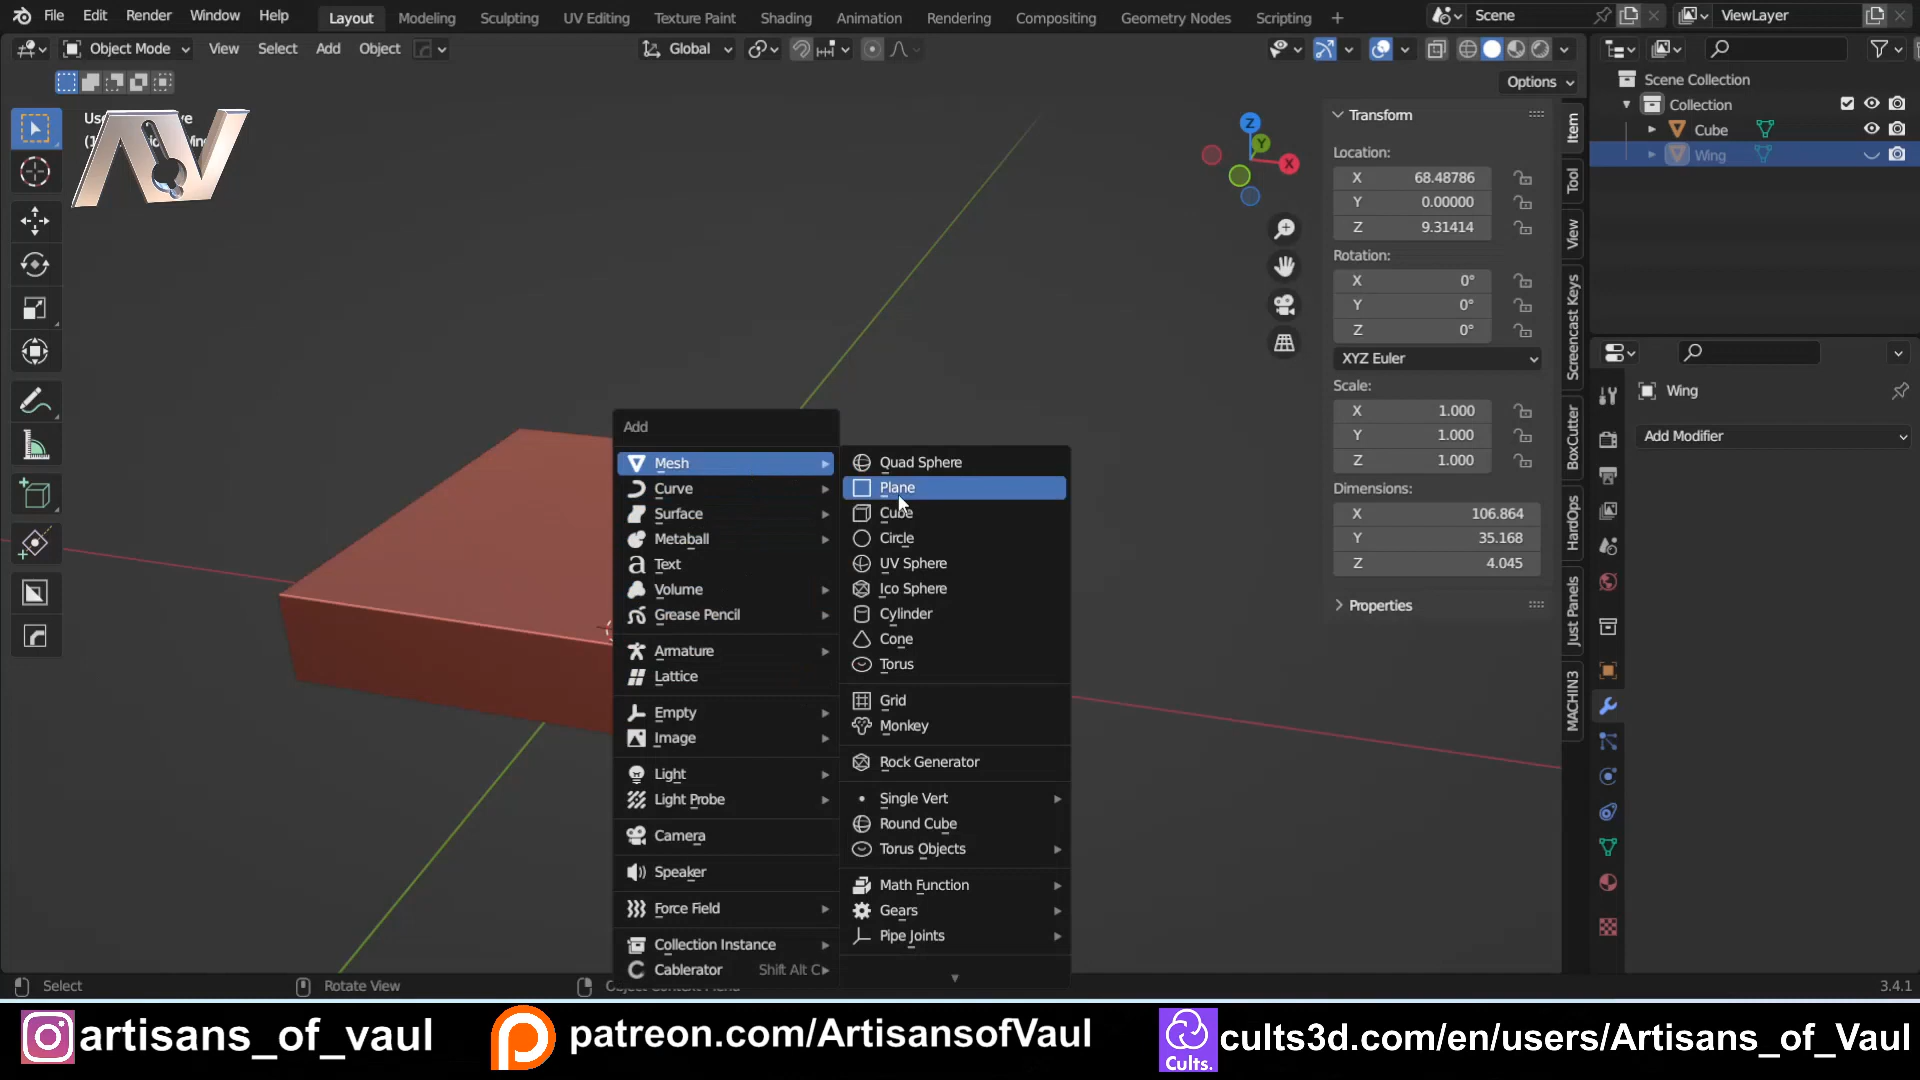 File Edit Render Window Help Layout Modeling Sculpting UV Editing Texture Paint Shading Animation Rendering Compositing Geometry Nodes Scripting Scene ViewLayer
Object Mode View Select Add Object Global
Options
AV
Transform
Location:
X 68.48786
Y 0.00000
Z 9.31414
Rotation:
X 0°
Y 0°
Z 0°
XYZ Euler
Scale:
X 1.000
Y 1.000
Z 1.000
Dimensions:
X 106.864
Y 35.168
Z 4.045
Properties
Z
Y
X
Item
Tool
View
Screencast Keys
BoxCutter
HardOps
Just Panels
MACHIN3
Scene Collection
Collection
Cube
Wing
Wing
Add Modifier
Add
Mesh
Curve
Surface
Metaball
Text
Volume
Grease Pencil
Armature
Lattice
Empty
Image
Light
Light Probe
Camera
Speaker
Force Field
Collection Instance
Cablerator Shift Alt C
Quad Sphere
Plane
Cube
Circle
UV Sphere
Ico Sphere
Cylinder
Cone
Torus
Grid
Monkey
Rock Generator
Single Vert
Round Cube
Torus Objects
Math Function
Gears
Pipe Joints
Select Rotate View 3.4.1
artisans_of_vaul patreon.com/ArtisansofVaul Cults. cults3d.com/en/users/Artisans_of_Vaul